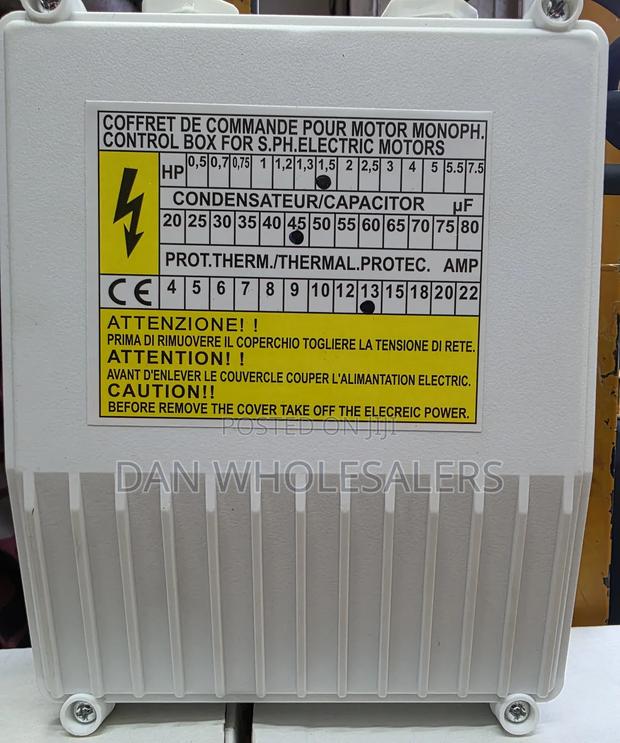 COFFRET DE COMMANDE POUR MOTOR MONOPH.
CONTROL BOX FOR S.PH.ELECTRIC MOTORS
HP 0,5 0,7 0,75 1 1,2 1,3 1,5 2 2,5 3 4 5 5.5 7.5
CONDENSATEUR/CAPACITOR µF
20 25 30 35 40 45 50 55 60 65 70 75 80
PROT.THERM./THERMAL.PROTEC. AMP
CE 4 5 6 7 8 9 10 12 13 15 18 20 22
ATTENZIONE! !
PRIMA DI RIMUOVERE IL COPERCHIO TOGLIERE LA TENSIONE DI RETE.
ATTENTION! !
AVANT D'ENLEVER LE COUVERCLE COUPER L'ALIMANTATION ELECTRIC.
CAUTION!!
BEFORE REMOVE THE COVER TAKE OFF THE ELECREIC POWER.
POSTED ON JIJI
DAN WHOLESALERS